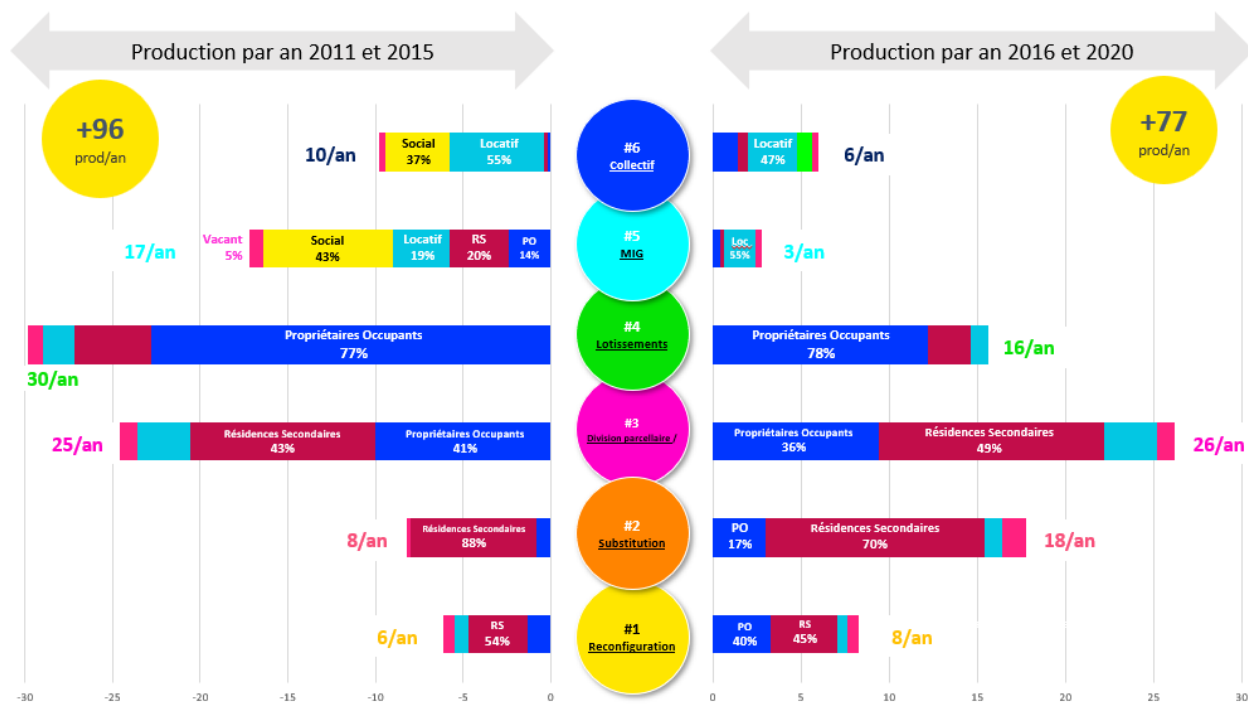 Production par an 2011 et 2015
Production par an 2016 et 2020
+96
prod/an
+77
prod/an
10/an
Social
37%
Locatif
55%
#6
Collectif
Locatif
47%
6/an
17/an
Vacant
5%
Social
43%
Locatif
19%
RS
20%
PO
14%
#5
MIG
Loc
55%
3/an
30/an
Propriétaires Occupants
77%
#4
Lotissements
Propriétaires Occupants
78%
16/an
25/an
Résidences Secondaires
43%
Propriétaires Occupants
41%
#3
Division parcellaire /
Propriétaires Occupants
36%
Résidences Secondaires
49%
26/an
8/an
Résidences Secondaires
88%
#2
Substitution
PO
17%
Résidences Secondaires
70%
18/an
6/an
RS
54%
#1
Reconfiguration
PO
40%
RS
45%
8/an
-30 -25 -20 -15 -10 -5 0
0 5 10 15 20 25 30